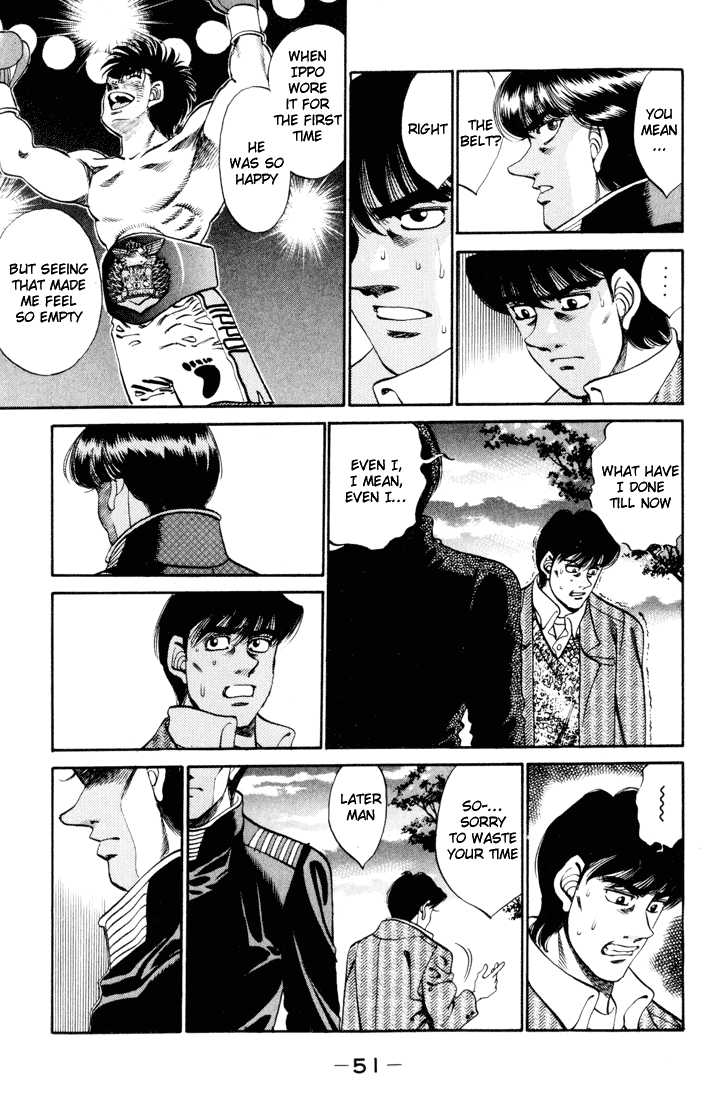 YOU
MEAN
...
THE
BELT?
....
RIGHT
WHEN
IPPO
WORE
IT FOR
THE FIRST
TIME
HE
WAS SO
HAPPY
BUT SEEING
THAT MADE
ME FEEL
SO EMPTY
WHAT HAVE
I DONE
TILL NOW
EVEN I,
I MEAN,
EVEN I...
SO-...
SORRY
TO WASTE
YOUR TIME
LATER
MAN
-51-